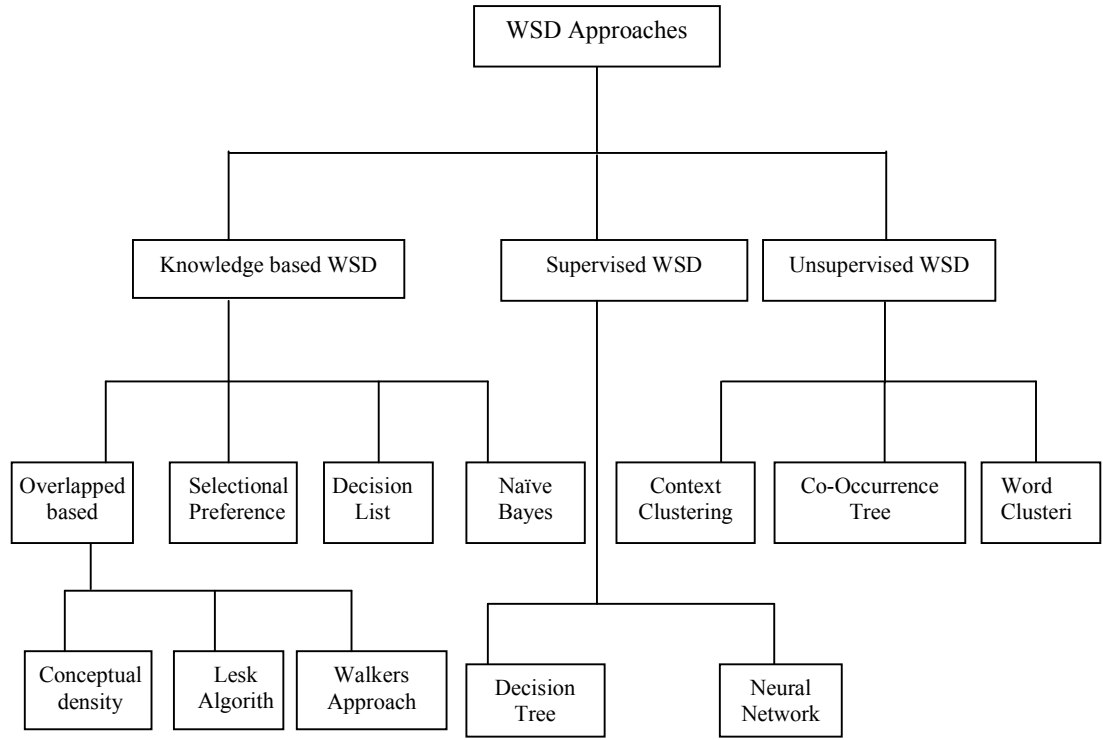 WSD Approaches
Knowledge based WSD
Supervised WSD
Unsupervised WSD
Overlapped
based
Selectional
Preference
Decision
List
Naïve
Bayes
Context
Clustering
Co-Occurrence
Tree
Word
Clusteri
Conceptual
density
Lesk
Algorith
Walkers
Approach
Decision
Tree
Neural
Network